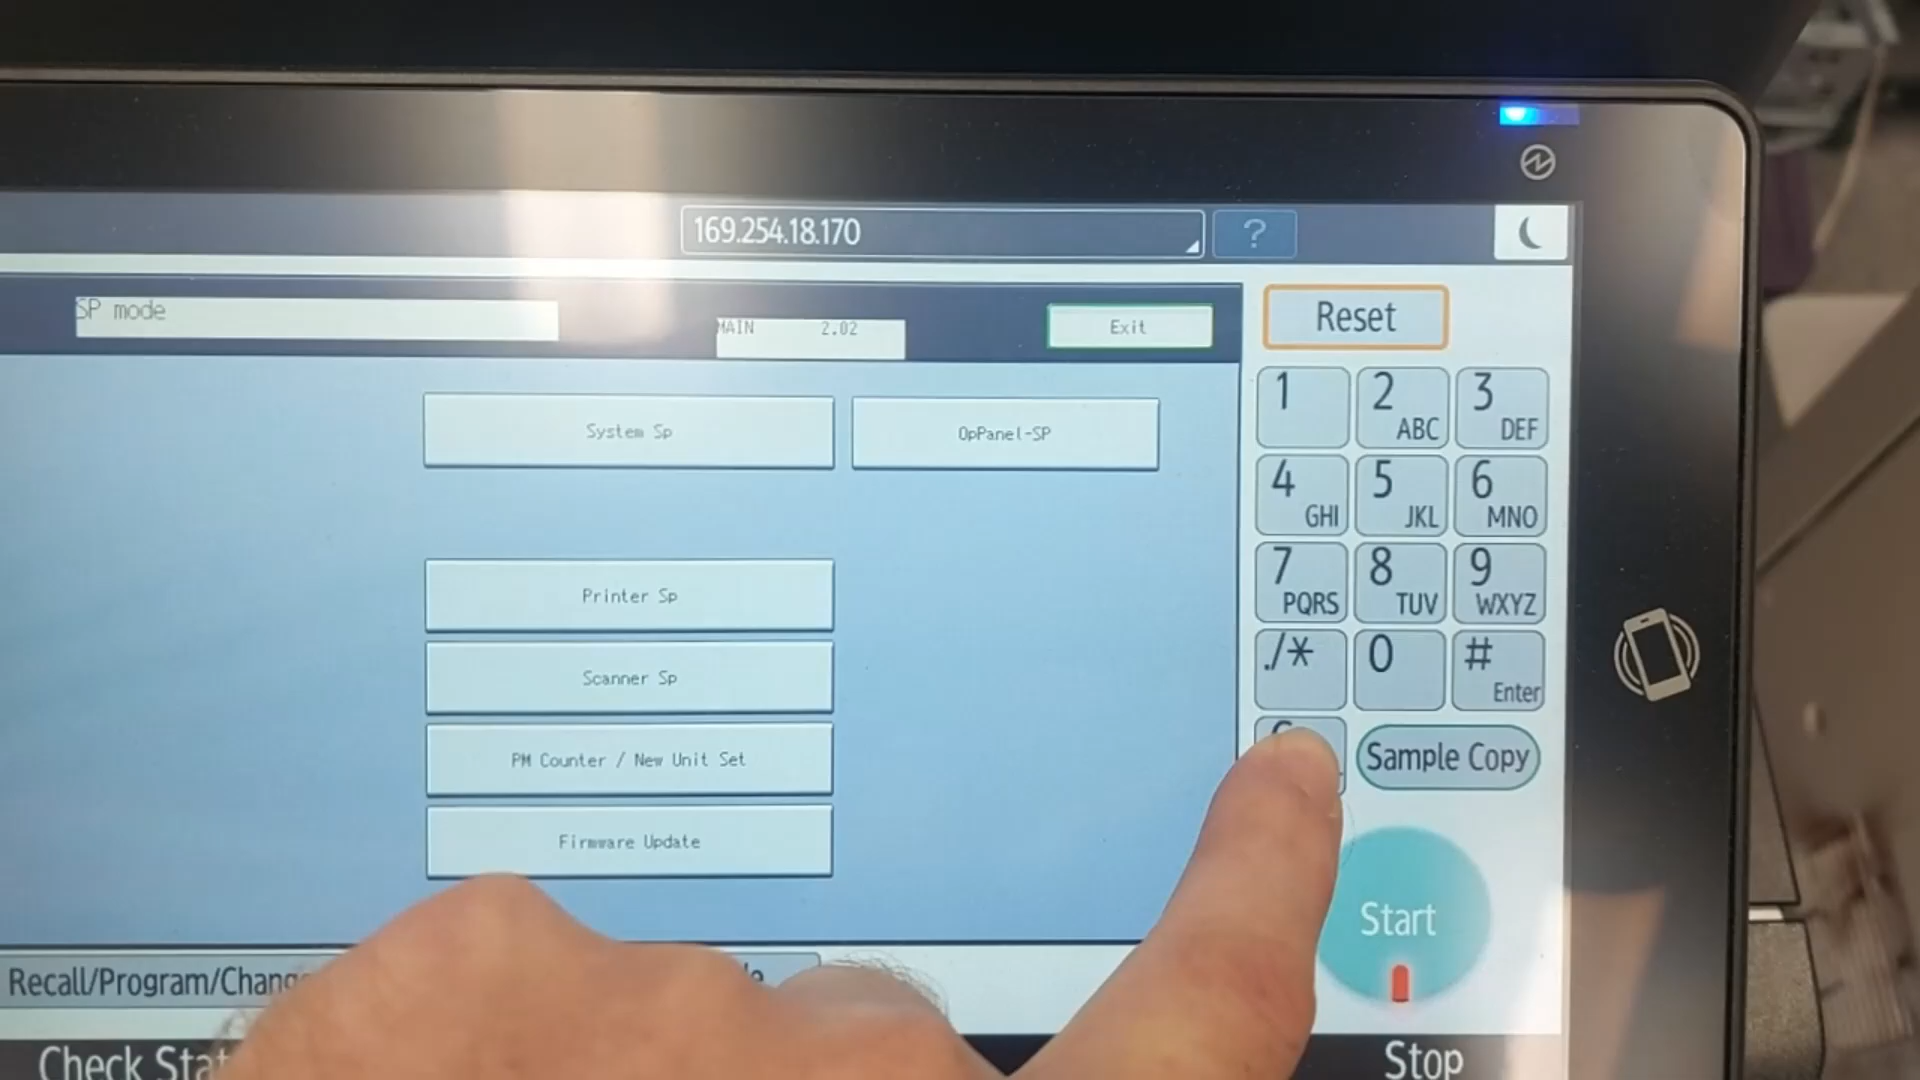 169.254.18.170
?
SP mode
MAIN 2.02
Exit
Reset
System Sp
OpPanel-SP
Printer Sp
Scanner Sp
PM Counter / New Unit Set
Firmware Update
1
2 ABC
3 DEF
4 GHI
5 JKL
6 MNO
7 PQRS
8 TUV
9 WXYZ
./*
0
# Enter
Sample Copy
Start
Recall/Program/Change
Check
Stop